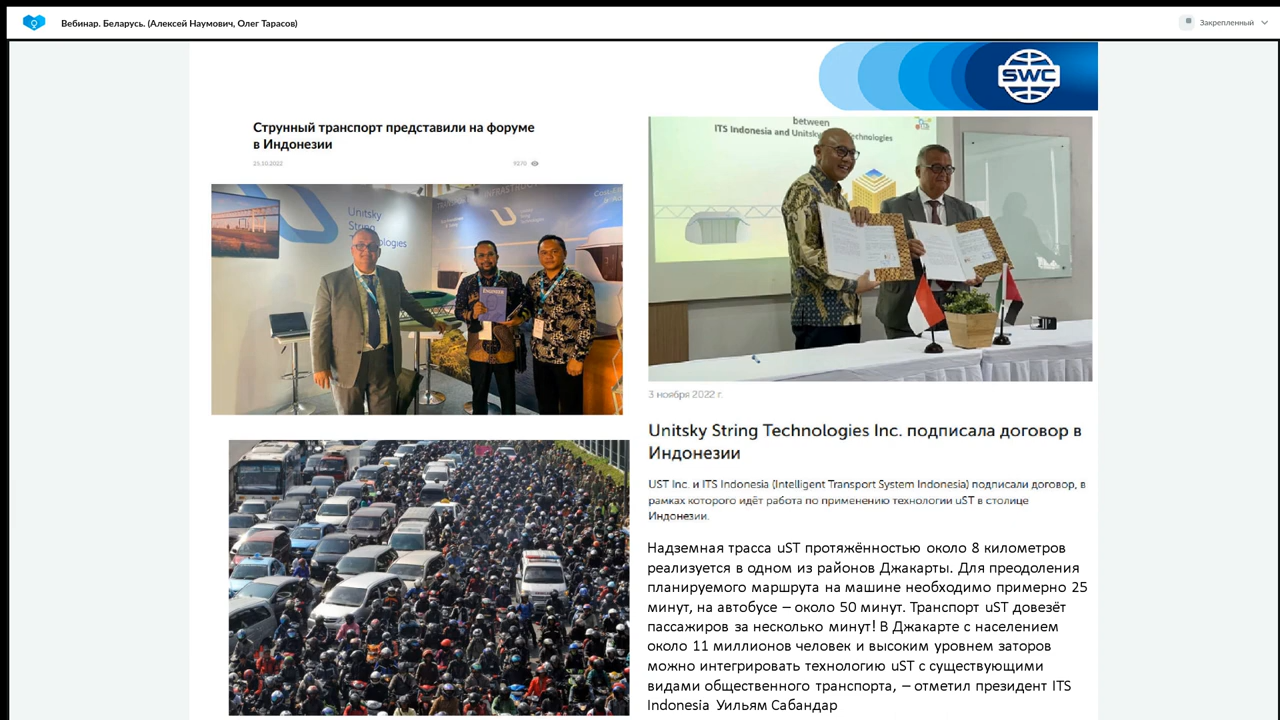 Вебинар. Беларусь. (Алексей Наумович, Олег Тарасов)
Закрепленный
SWC
Струнный транспорт представили на форуме
в Индонезии
25.10.2022
9270
Unitsky
String
Technologies
between
ITS Indonesia and Unitsky
Technologies
3 ноября 2022 г.
Unitsky String Technologies Inc. подписала договор в
Индонезии
UST Inc. и ITS Indonesia (Intelligent Transport System Indonesia) подписали договор, в
рамках которого идёт работа по применению технологии uST в столице
Индонезии.
Надземная трасса uST протяжённостью около 8 километров
реализуется в одном из районов Джакарты. Для преодоления
планируемого маршрута на машине необходимо примерно 25
минут, на автобусе – около 50 минут. Транспорт uST довезёт
пассажиров за несколько минут! В Джакарте с населением
около 11 миллионов человек и высоким уровнем заторов
можно интегрировать технологию uST с существующими
видами общественного транспорта, – отметил президент ITS
Indonesia Уильям Сабандар